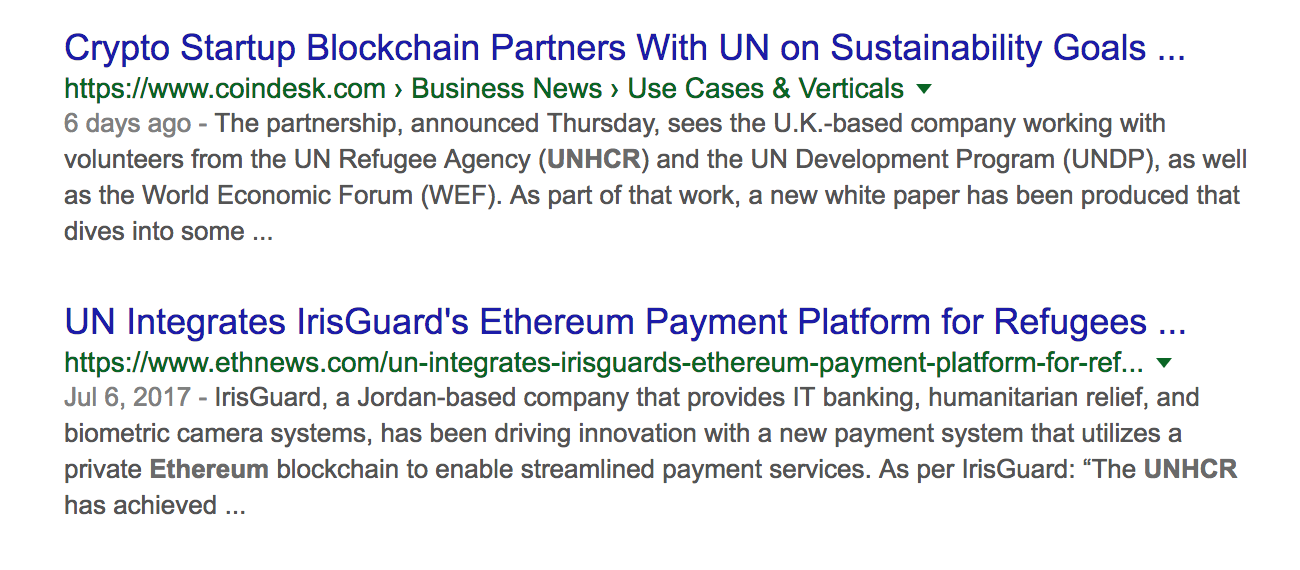 Crypto Startup Blockchain Partners With UN on Sustainability Goals ...
https://www.coindesk.com › Business News › Use Cases & Verticals
6 days ago - The partnership, announced Thursday, sees the U.K.-based company working with
volunteers from the UN Refugee Agency (UNHCR) and the UN Development Program (UNDP), as well
as the World Economic Forum (WEF). As part of that work, a new white paper has been produced that
dives into some ...
UN Integrates IrisGuard's Ethereum Payment Platform for Refugees ...
https://www.ethnews.com/un-integrates-irisguards-ethereum-payment-platform-for-ref...
Jul 6, 2017 - IrisGuard, a Jordan-based company that provides IT banking, humanitarian relief, and
biometric camera systems, has been driving innovation with a new payment system that utilizes a
private Ethereum blockchain to enable streamlined payment services. As per IrisGuard: “The UNHCR
has achieved ...